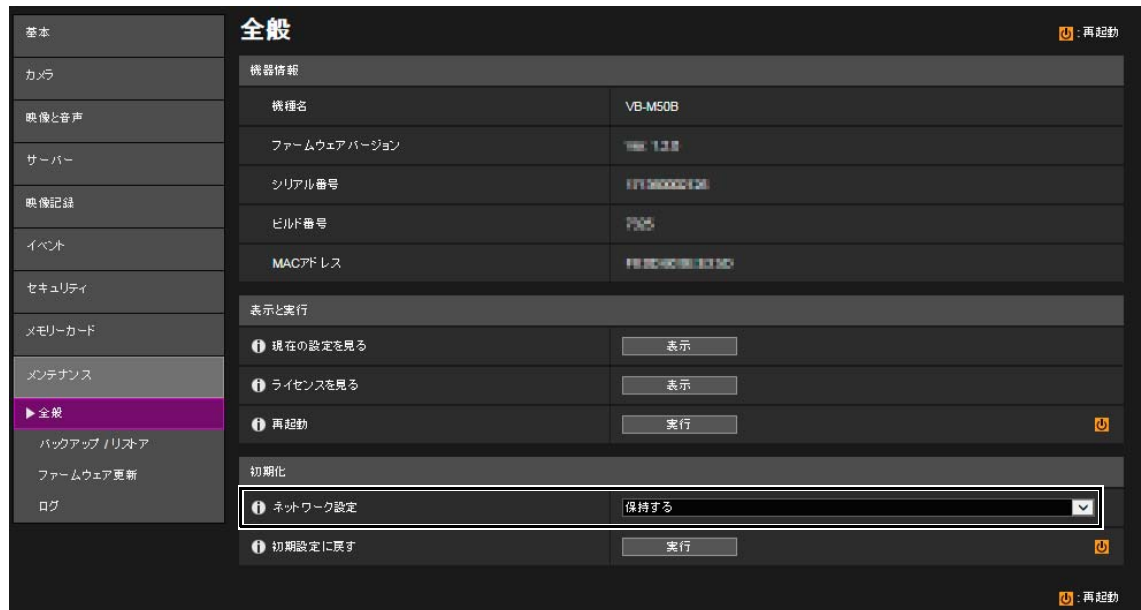 全般
:再起動
基本
カメラ
映像と音声
サーバー
映像記録
イベント
セキュリティ
メモリーカード
メンテナンス
▶全般
バックアップ / リストア
ファームウェア更新
ログ
機器情報
機種名 VB-M50B
ファームウェアバージョン
シリアル番号
ビルド番号
MACアドレス
表示と実行
現在の設定を見る 表示
ライセンスを見る 表示
再起動 実行
初期化
ネットワーク設定 保持する
初期設定に戻す 実行
:再起動